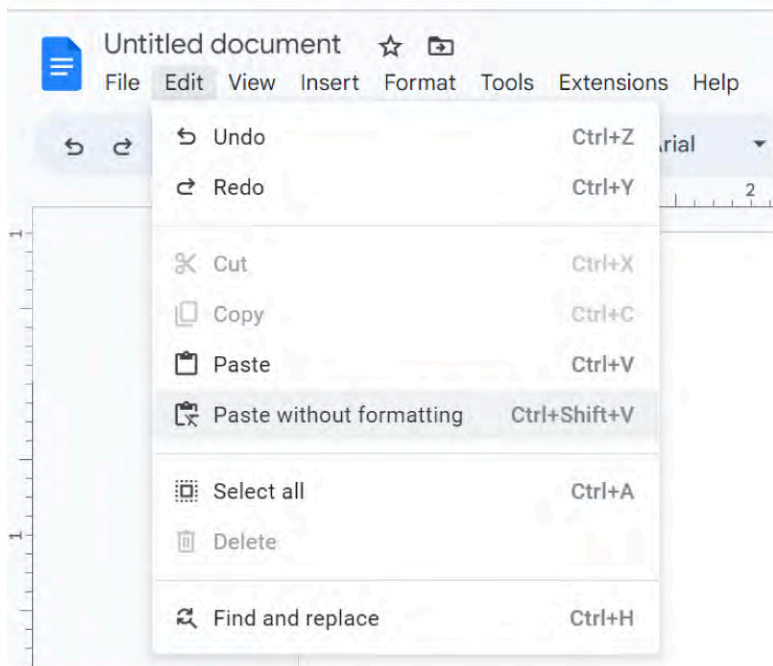 Untitled document
File Edit View Insert Format Tools Extensions Help
Undo Ctrl+Z
rial
Redo Ctrl+Y
2
1
Cut Ctrl+X
Copy Ctrl+C
Paste Ctrl+V
Paste without formatting Ctrl+Shift+V
Select all Ctrl+A
1
Delete
Find and replace Ctrl+H